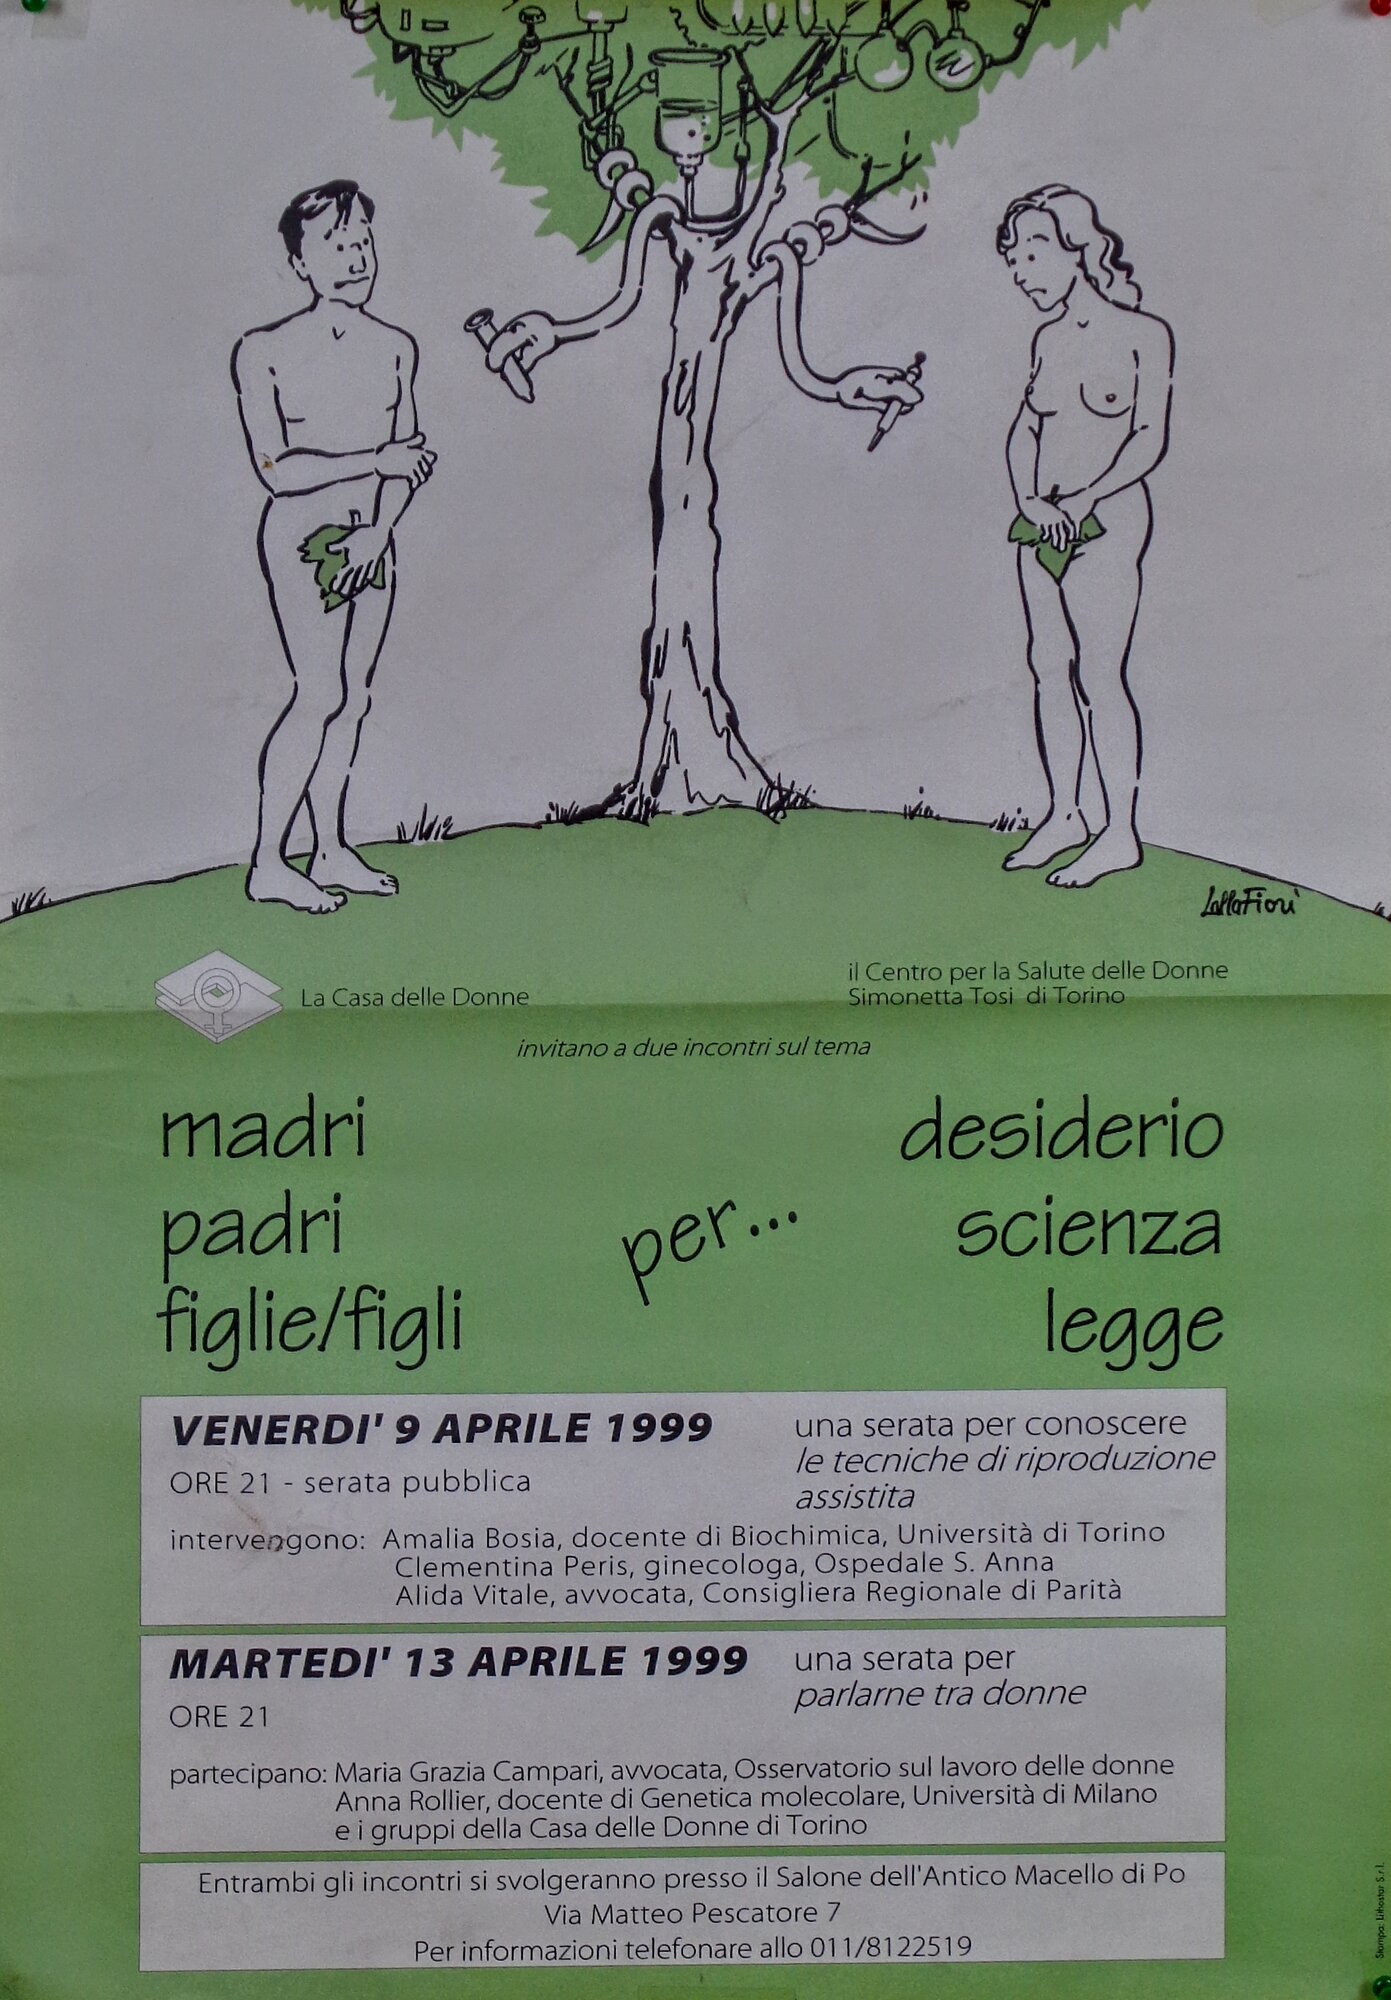 LallaFiori
La Casa delle Donne
il Centro per la Salute delle Donne
Simonetta Tosi di Torino
invitano a due incontri sul tema
madri
padri
figlie/figli
per...
desiderio
scienza
legge
VENERDI' 9 APRILE 1999
ORE 21 - serata pubblica
una serata per conoscere
le tecniche di riproduzione
assistita
intervengono: Amalia Bosia, docente di Biochimica, Università di Torino
Clementina Peris, ginecologa, Ospedale S. Anna
Alida Vitale, avvocata, Consigliera Regionale di Parità
MARTEDI' 13 APRILE 1999
ORE 21
una serata per
parlarne tra donne
partecipano: Maria Grazia Campari, avvocata, Osservatorio sul lavoro delle donne
Anna Rollier, docente di Genetica molecolare, Università di Milano
e i gruppi della Casa delle Donne di Torino
Entrambi gli incontri si svolgeranno presso il Salone dell'Antico Macello di Po
Via Matteo Pescatore 7
Per informazioni telefonare allo 011/8122519
Stampa: Lithostar S.r.l.